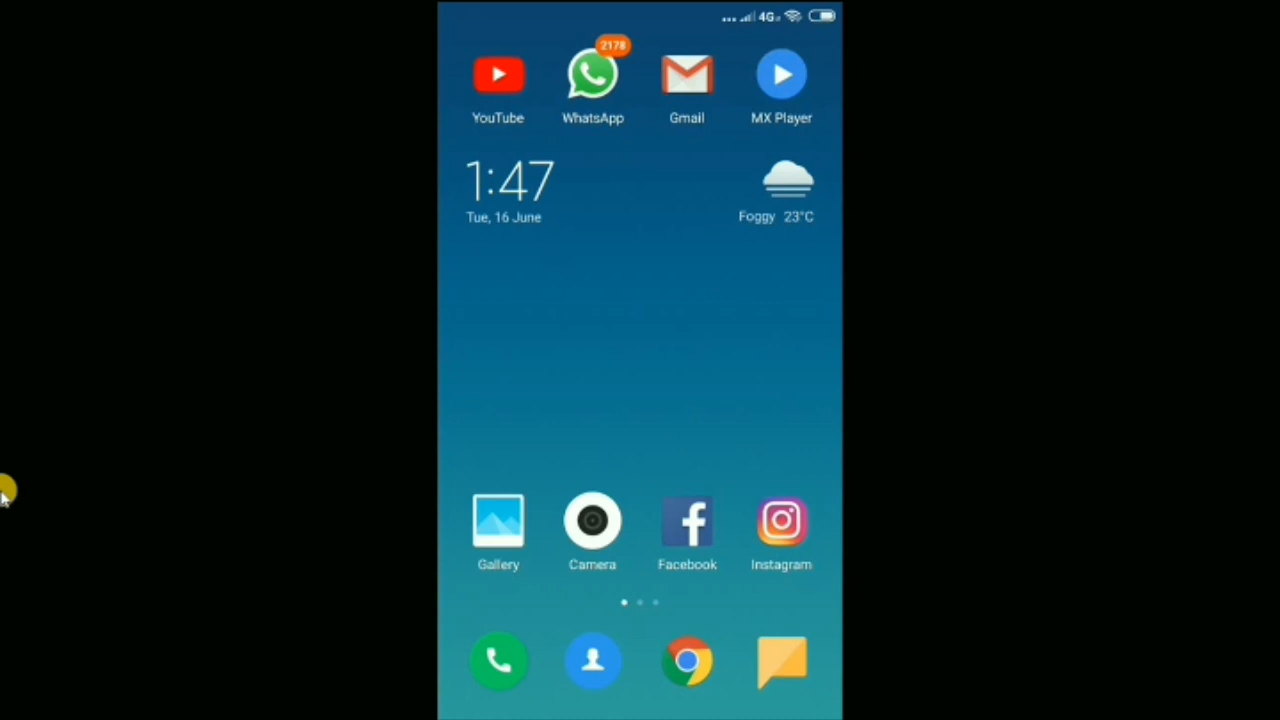 4G
2178
YouTube WhatsApp Gmail MX Player
1:47
Tue, 16 June
Foggy 23°C
Gallery Camera Facebook Instagram